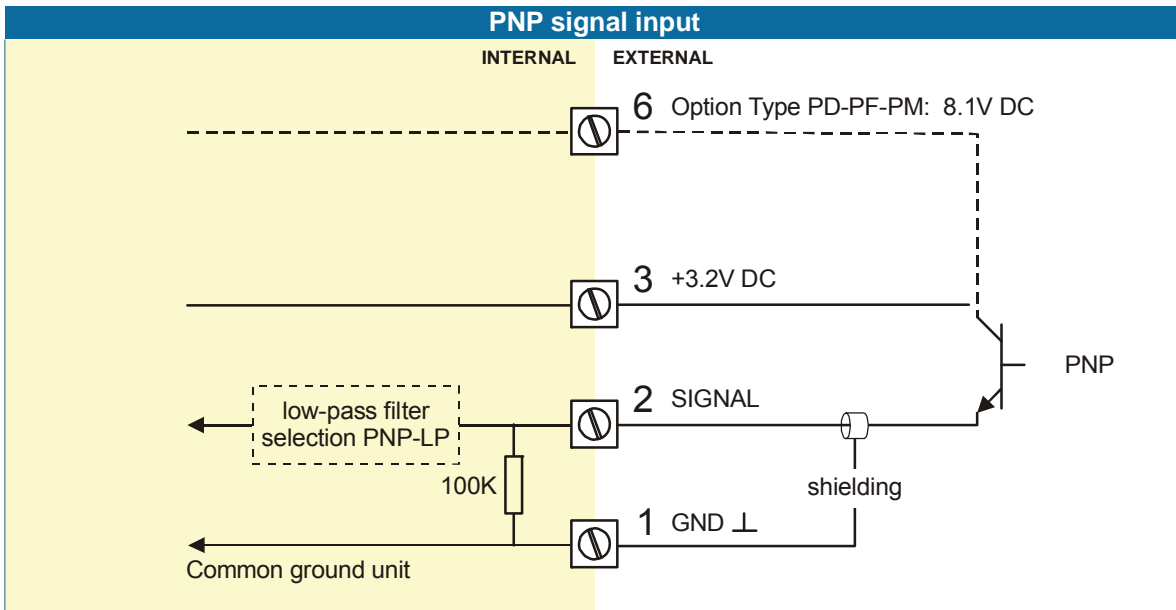 PNP signal input
INTERNAL EXTERNAL
6 Option Type PD-PF-PM: 8.1V DC
3 +3.2V DC
PNP
2 SIGNAL
low-pass filter
selection PNP-LP
100K
shielding
1 GND ⊥
Common ground unit